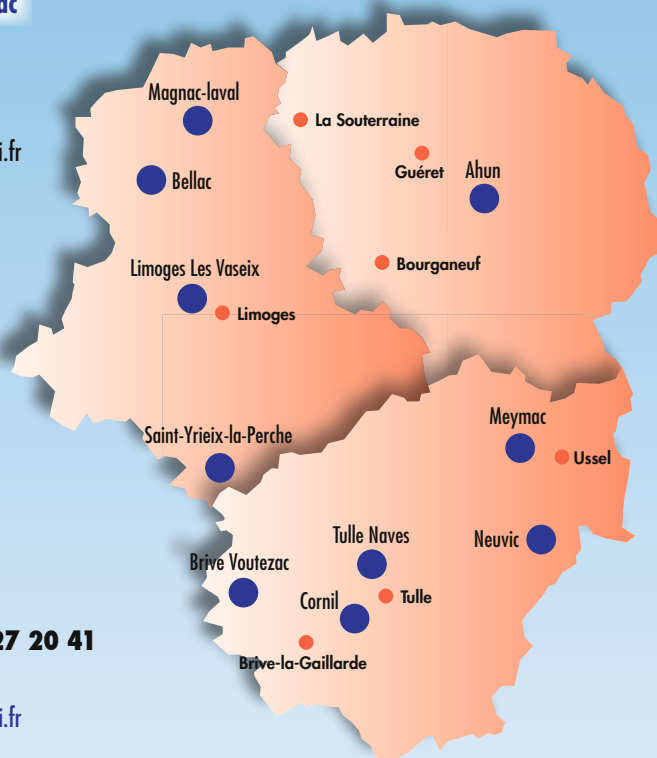 ac
Magnac-laval
La Souterraine
i.fr
Guéret
Ahun
Bellac
Bourganeuf
Limoges Les Vaseix
Limoges
Meymac
Saint-Yrieix-la-Perche
Ussel
Tulle Naves
Neuvic
Brive Voutezac
Cornil
Tulle
27 20 41
Brive-la-Gaillarde
i.fr